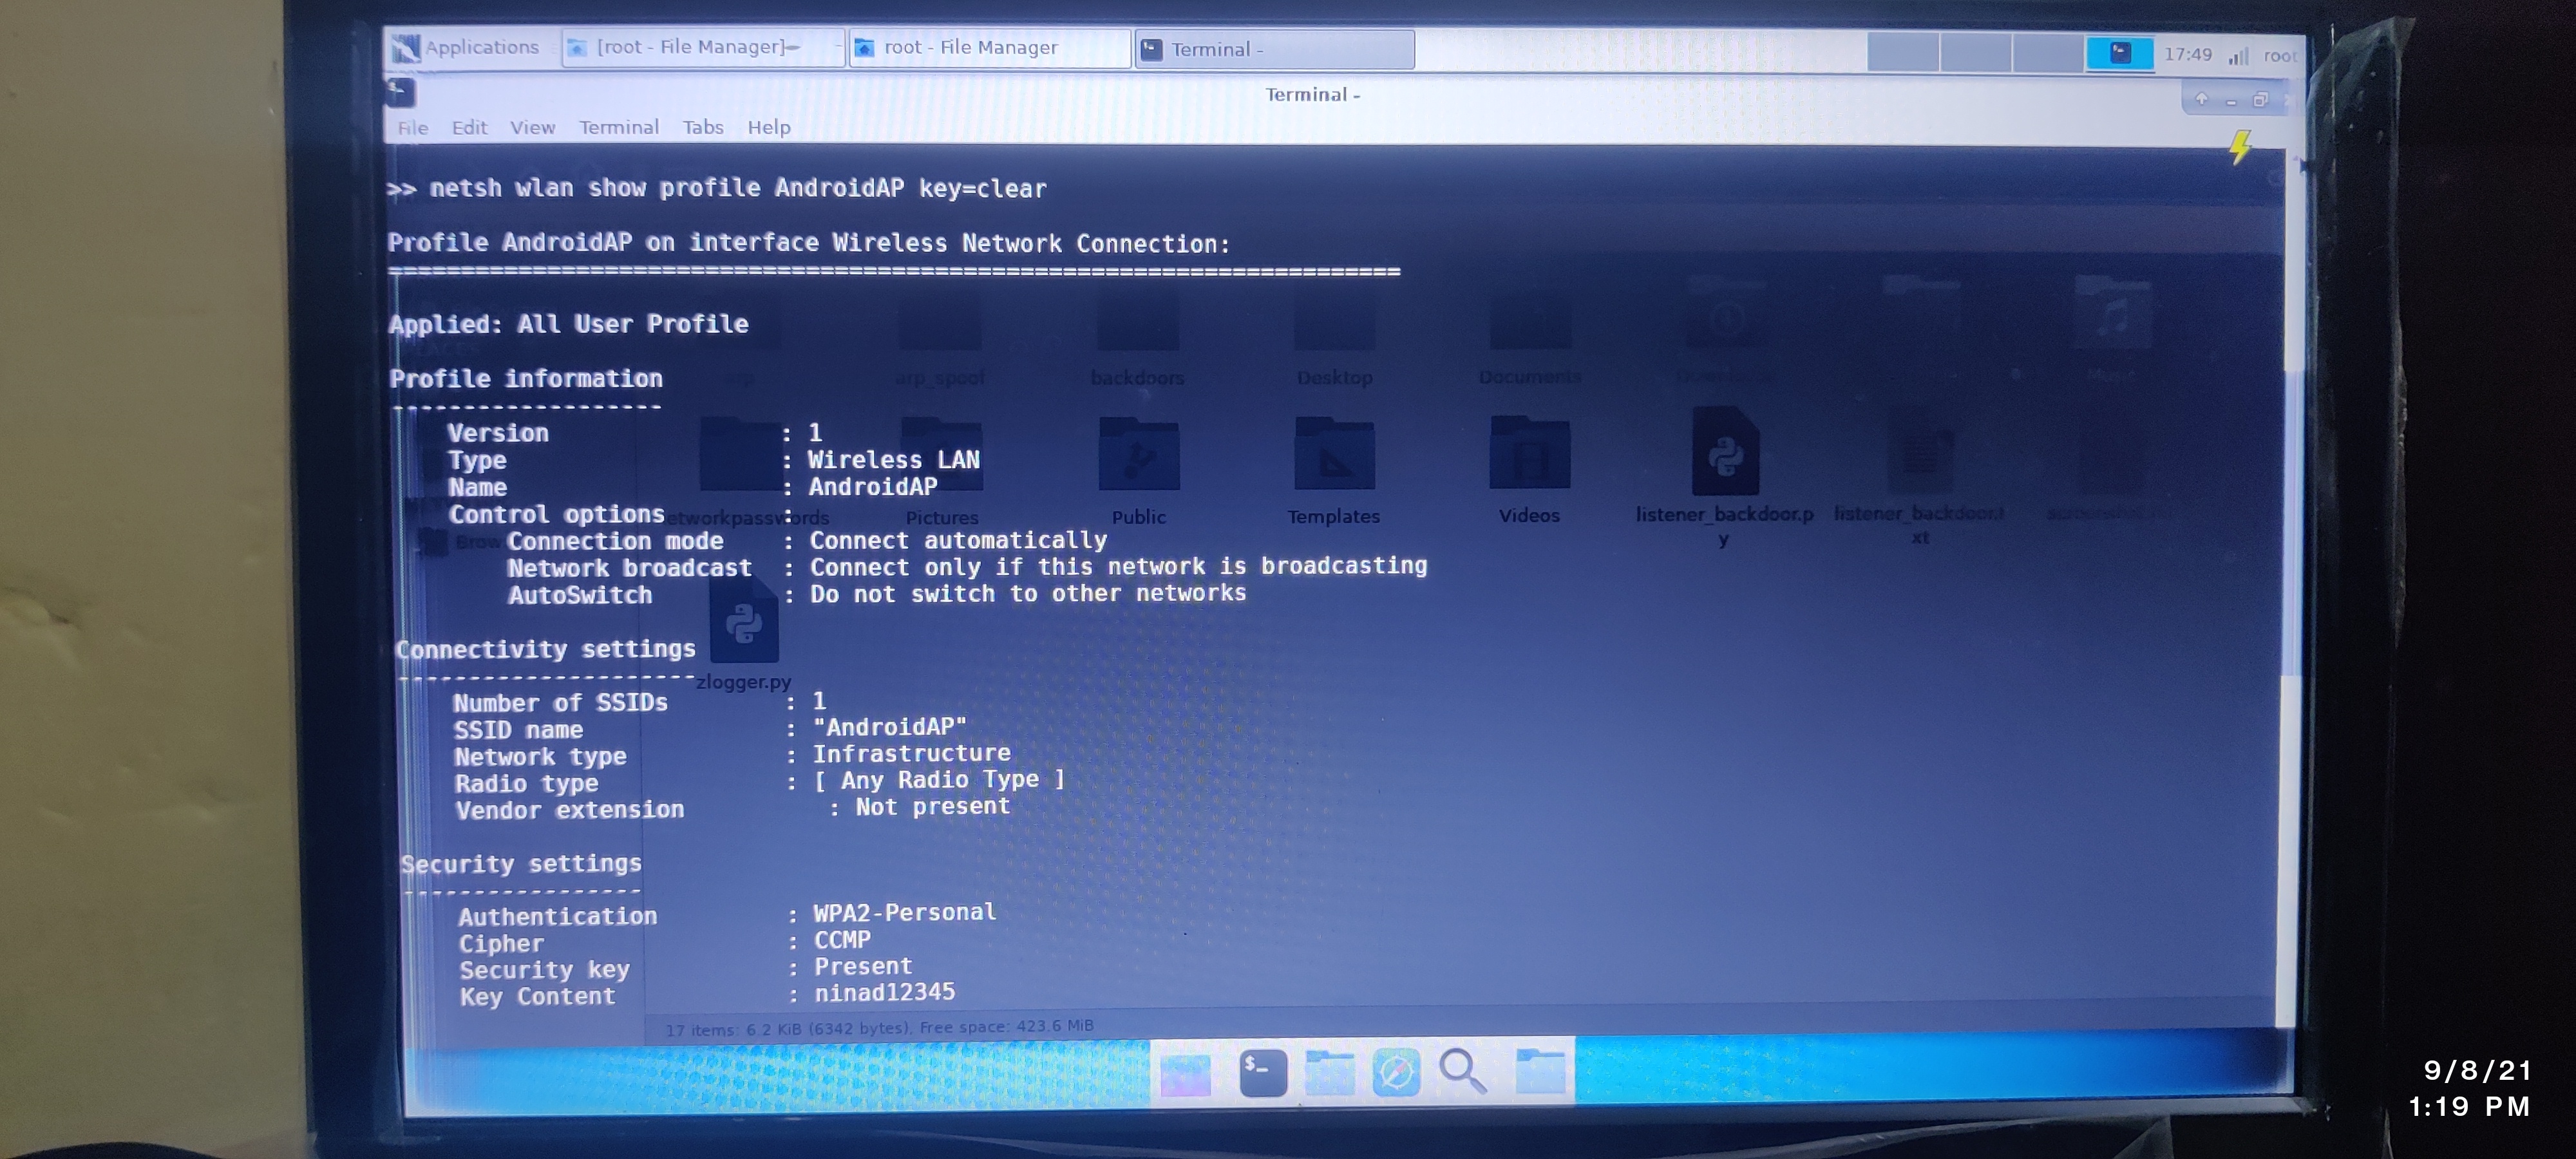 Applications
[root - File Manager]
root - File Manager
Terminal -
17:49
root
Terminal -
File Edit View Terminal Tabs Help
>> netsh wlan show profile AndroidAP key=clear
Profile AndroidAP on interface Wireless Network Connection:
=======================================================================
Applied: All User Profile
Profile information
-------------------
Version : 1
Type : Wireless LAN
Name : AndroidAP
Control options :
Connection mode : Connect automatically
Network broadcast : Connect only if this network is broadcasting
AutoSwitch : Do not switch to other networks
Connectivity settings
---------------------
Number of SSIDs : 1
SSID name : "AndroidAP"
Network type : Infrastructure
Radio type : [ Any Radio Type ]
Vendor extension : Not present
Security settings
-----------------
Authentication : WPA2-Personal
Cipher : CCMP
Security key : Present
Key Content : ninad12345
arp arp_spoof backdoors Desktop Documents Music
networkpasswords Pictures Public Templates Videos listener_backdoor.p
y
listener_backdoor.t
xt
zlogger.py
17 items: 6.2 KiB (6342 bytes), Free space: 423.6 MiB
9/8/21
1:19 PM